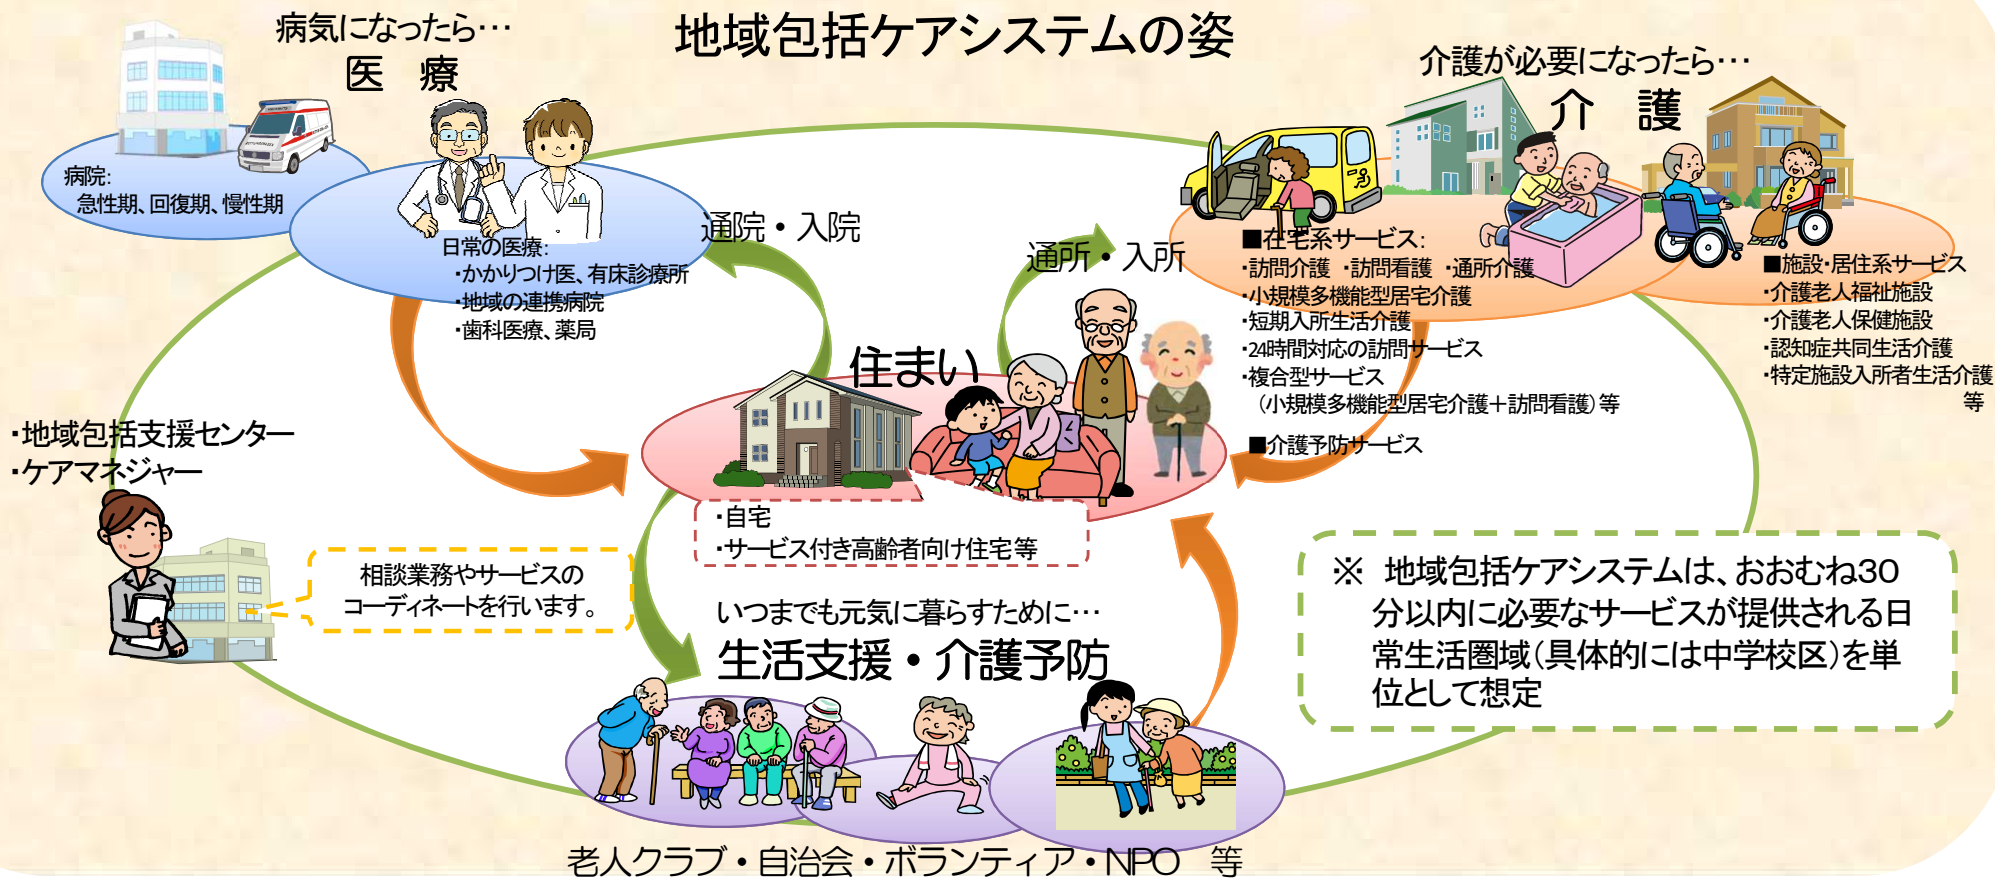 地域包括ケアシステムの姿
病気になったら…
医 療
病院:
急性期、回復期、慢性期
日常の医療:
・かかりつけ医、有床診療所
・地域の連携病院
・歯科医療、薬局
通院・入院
通所・入所
介護が必要になったら…
介 護
■在宅系サービス:
・訪問介護 ・訪問看護 ・通所介護
・小規模多機能型居宅介護
・短期入所生活介護
・24時間対応の訪問サービス
・複合型サービス
(小規模多機能型居宅介護+訪問看護)等
■介護予防サービス
■施設・居住系サービス
・介護老人福祉施設
・介護老人保健施設
・認知症共同生活介護
・特定施設入所者生活介護
等
住まい
・自宅
・サービス付き高齢者向け住宅等
・地域包括支援センター
・ケアマネジャー
相談業務やサービスの
コーディネートを行います。
いつまでも元気に暮らすために…
生活支援・介護予防
老人クラブ・自治会・ボランティア・NPO 等
※ 地域包括ケアシステムは、おおむね30
分以内に必要なサービスが提供される日
常生活圏域(具体的には中学校区)を単
位として想定